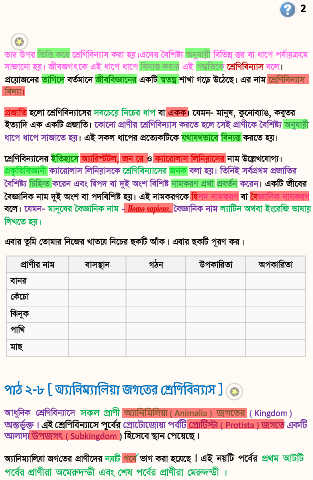 2
তার উপর ভিত্তি করে শ্রেণিবিন্যাস করা হয়।এদের বৈশিষ্ট্য অনুযায়ী বিভিন্ন স্তর বা ধাপে পর্যায়ক্রমে
সাজানো হয়। জীবজগৎকে এই ধাপে ধাপে বিন্যস্ত করার এই পদ্ধতিকে শ্রেণিবিন্যাস বলে।
প্রয়োজনের তাগিদে বর্তমানে জীববিজ্ঞানের একটি স্বতন্ত্র শাখা গড়ে উঠেছে। এর নাম শ্রেণিবিন্যাস
বিদ্যা।
প্রজাতি হলো শ্রেণিবিন্যাসের সবচেয়ে নিচের ধাপ বা একক। যেমন- মানুষ, কুনোব্যাঙ, কবুতর
ইত্যাদি এক একটি প্রজাতি। কোনো প্রাণীর শ্রেণিবিন্যাস করতে হলে সেই প্রাণীকে বৈশিষ্ট্য অনুযায়ী
ধাপে ধাপে সাজাতে হয়। এই সকল ধাপের প্রত্যেকটিকে যথাযথভাবে বিন্যস্ত করতে হয়।
শ্রেণিবিন্যাসের ইতিহাসে অ্যারিস্টটল, জন রে ও ক্যারোলাস লিনিয়াসের নাম উল্লেখযোগ্য।
প্রকৃতিবিজ্ঞানী ক্যারোলাস লিনিয়াসকে শ্রেণিবিন্যাসের জনক বলা হয়। তিনিই সর্বপ্রথম প্রজাতির
বৈশিষ্ট্য চিহ্নিত করেন এবং দ্বিপদ বা দুই অংশ বিশিষ্ট নামকরণ প্রথা প্রবর্তন করেন। একটি জীবের
বৈজ্ঞানিক নাম দুই অংশ বা পদবিশিষ্ট হয়। এই নামকরণকে দ্বিপদ নামকরণ বা বৈজ্ঞানিক নামকরণ
বলে। যেমন- মানুষের বৈজ্ঞানিক নাম - Homo sapiens. বৈজ্ঞানিক নাম ল্যাটিন অথবা ইংরেজি ভাষায়
লিখতে হয়।
এবার তুমি তোমার নিজের খাতায় নিচের ছকটি আঁক। এবার ছকটি পূরণ কর।
প্রাণীর নাম বাসস্থান গঠন উপকারিতা অপকারিতা
বানর
কেঁচো
ঝিনুক
পাখি
মাছ
পাঠ ২-৮ [ অ্যানিম্যালিয়া জগতের শ্রেণিবিন্যাস ]
আধুনিক শ্রেণিবিন্যাসে সকল প্রাণী অ্যানিমিলিয়া ( Animalia ) জগতের ( Kingdom )
অন্তর্ভুক্ত। এই শ্রেণিবিন্যাসে পূর্বের প্রোটোজোয়া পর্বটি প্রোটিস্টা ( Protista ) জগতে একটি
আলাদা উপজগৎ ( Subkingdom ) হিসেবে স্থান পেয়েছে।
অ্যানিম্যালিয়া জগতের প্রাণীদের নয়টি পর্বে ভাগ করা হয়েছে । এই নয়টি পর্বের প্রথম আটটি
পর্বের প্রাণীরা অমেরুদণ্ডী এবং শেষ পর্বের প্রাণীরা মেরুদণ্ডী ।